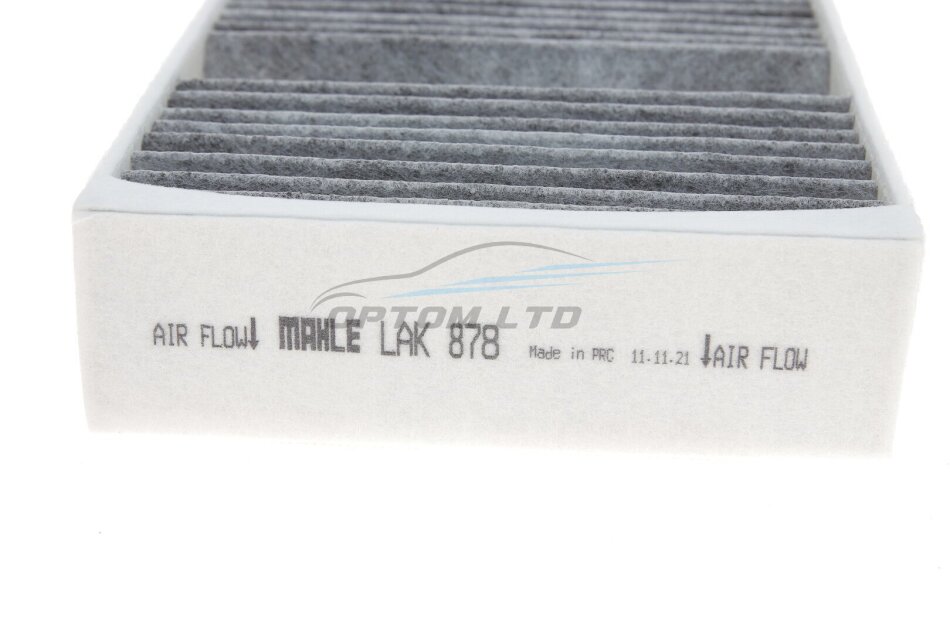 OPTOM LTD
AIR FLOW↓ MAHLE LAK 878 Made in PRC 11.11.21 ↓AIR FLOW